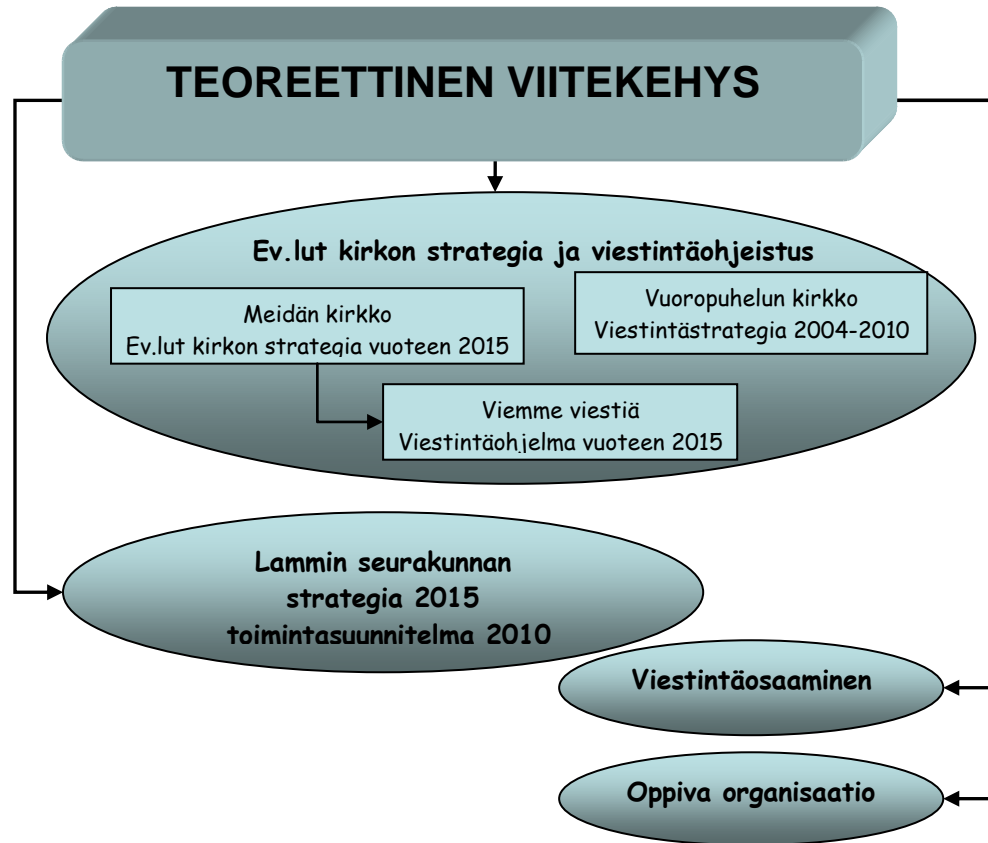 TEOREETTINEN VIITEKEHYS
Ev.lut kirkon strategia ja viestintäohjeistus
Meidän kirkko
Ev.lut kirkon strategia vuoteen 2015
Vuoropuhelun kirkko
Viestintästrategia 2004-2010
Viemme viestiä
Viestintäohjelma vuoteen 2015
Lammin seurakunnan
strategia 2015
toimintasuunnitelma 2010
Viestintäosaaminen
Oppiva organisaatio